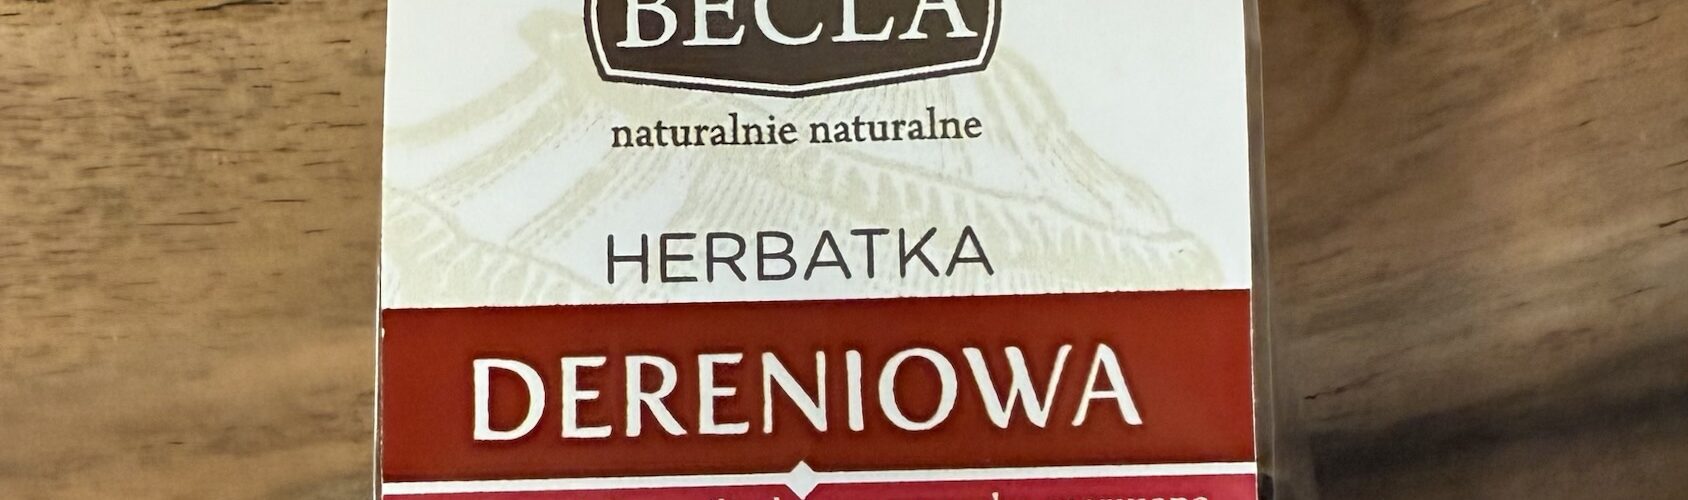 BECLA
naturalnie naturalne
HERBATKA
DERENIOWA